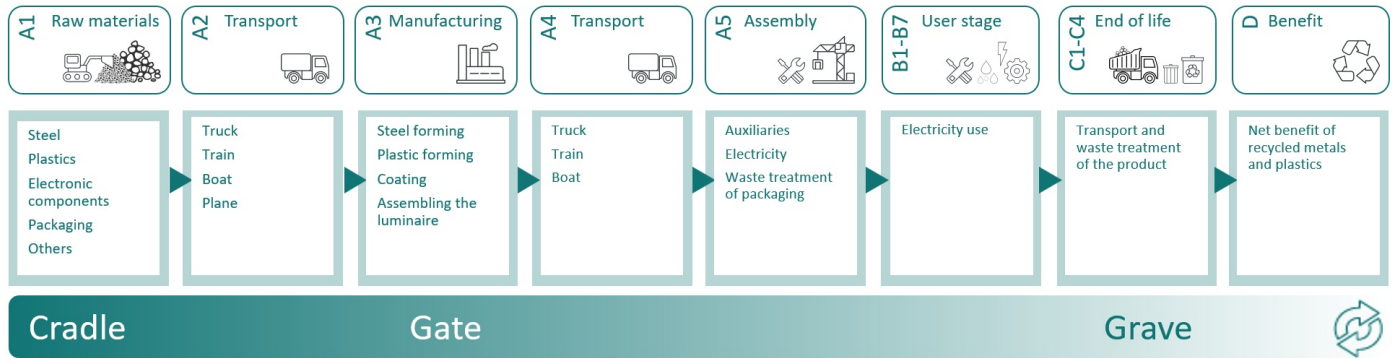 A1 Raw materials
A2 Transport
A3 Manufacturing
A4 Transport
A5 Assembly
B1-B7 User stage
C1-C4 End of life
D Benefit
Steel
Plastics
Electronic
components
Packaging
Others
Truck
Train
Boat
Plane
Steel forming
Plastic forming
Coating
Assembling the
luminaire
Truck
Train
Boat
Auxiliaries
Electricity
Waste treatment
of packaging
Electricity use
Transport and
waste treatment
of the product
Net benefit of
recycled metals
and plastics
Cradle
Gate
Grave